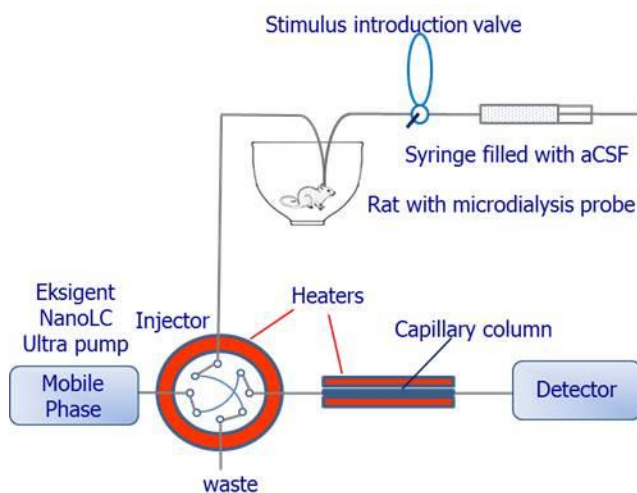 Stimulus introduction valve
Syringe filled with aCSF
Rat with microdialysis probe
Eksigent
NanoLC
Ultra pump
Injector
Heaters
Capillary column
Mobile
Phase
Detector
waste